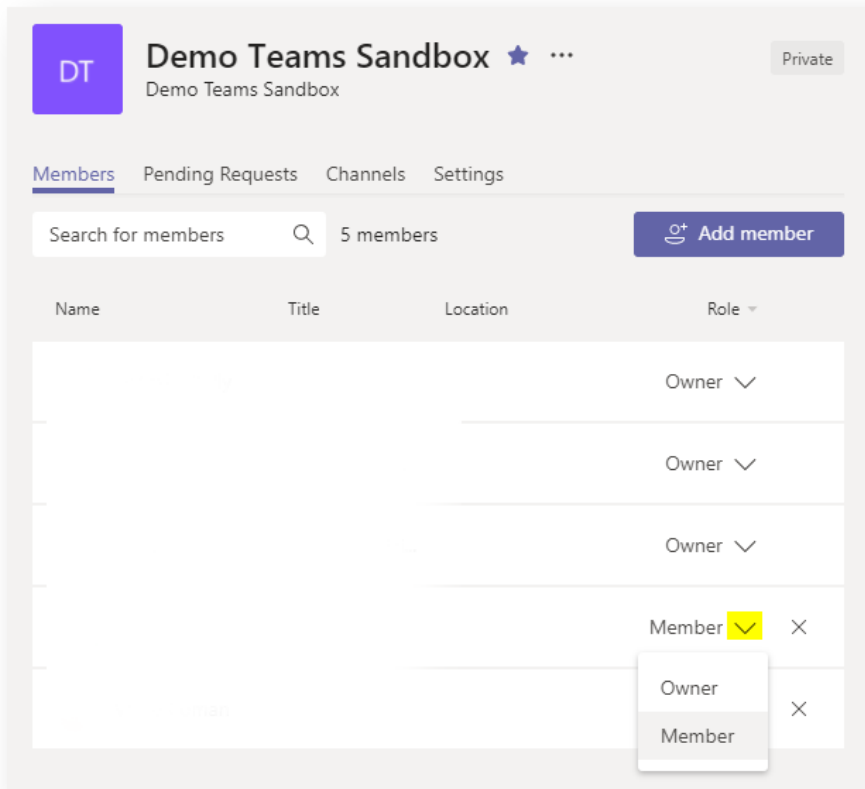 DT
Demo Teams Sandbox
Private
Demo Teams Sandbox
Members Pending Requests Channels Settings
Search for members 5 members Add member
Name Title Location Role
Owner
Owner
Owner
Member
Owner
Member